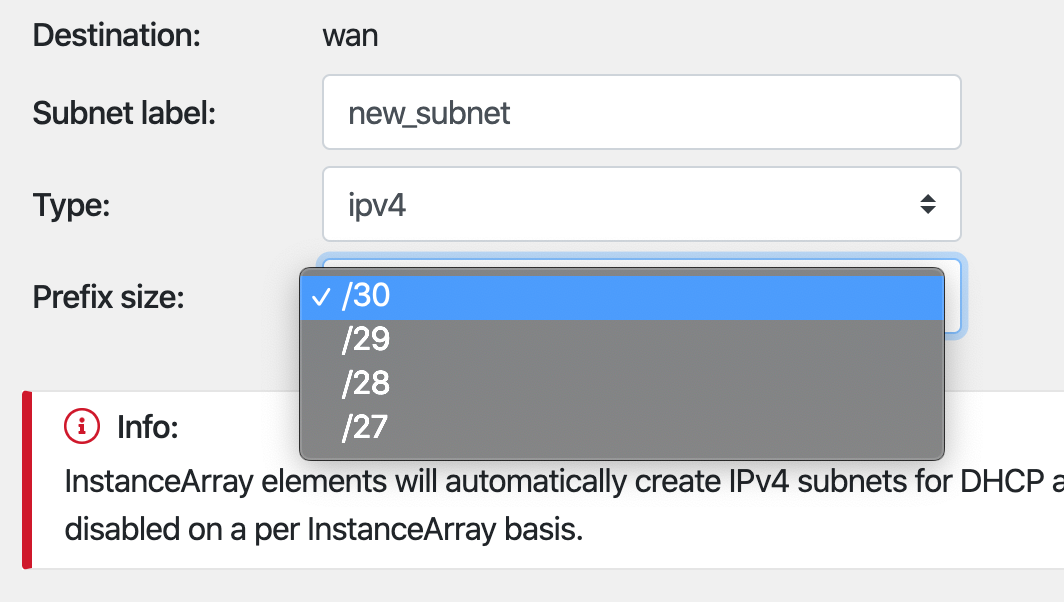 Destination: wan
Subnet label: new_subnet
Type: ipv4
Prefix size:
/30
/29
/28
/27
Info:
InstanceArray elements will automatically create IPv4 subnets for DHCP a
disabled on a per InstanceArray basis.